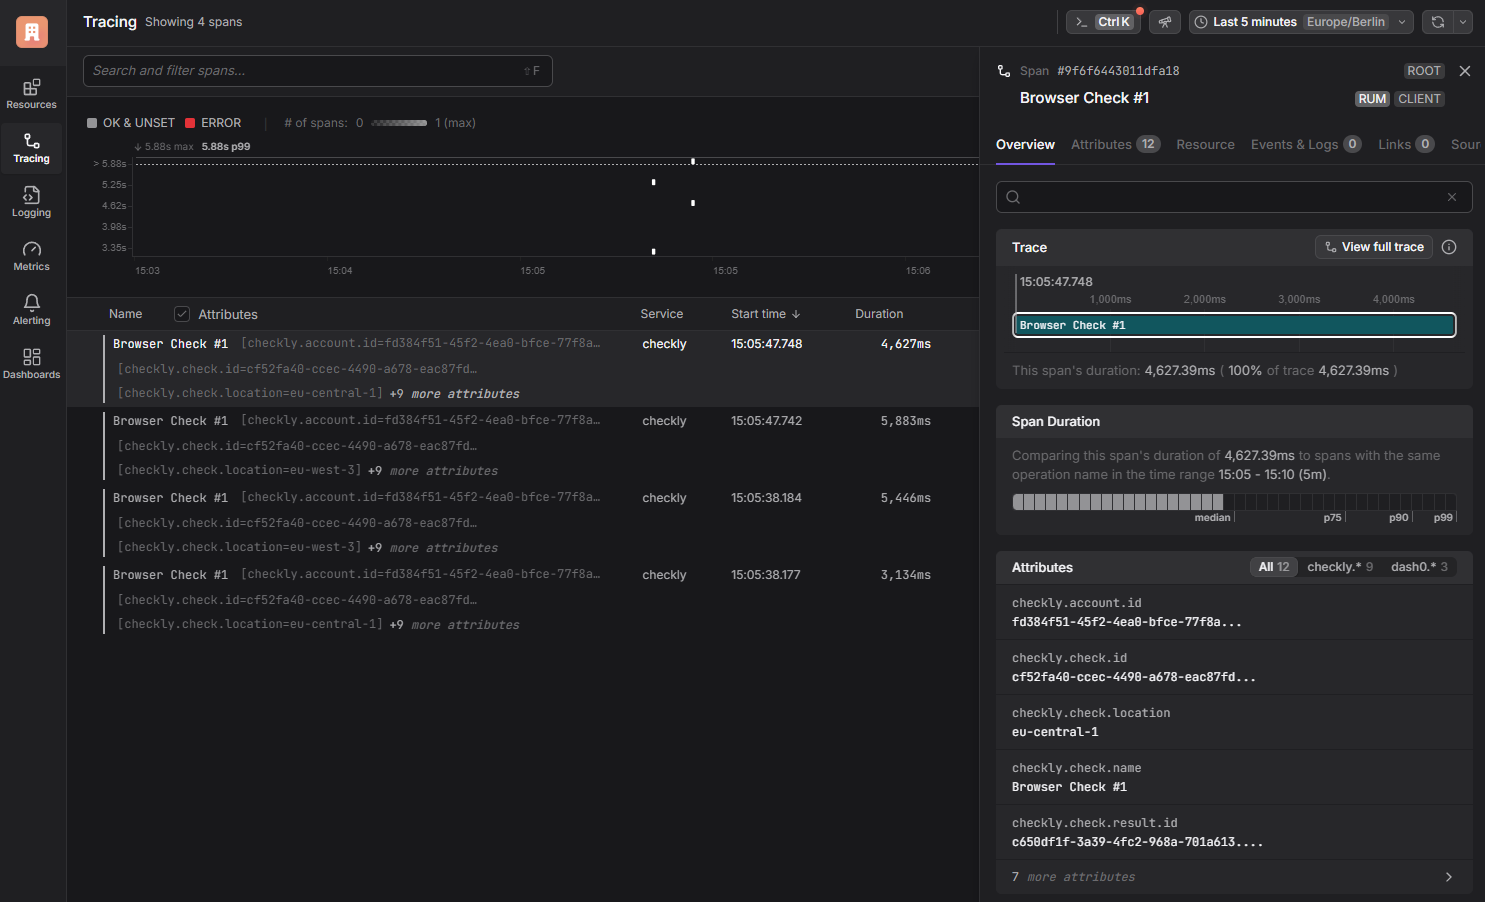 Tracing
Showing 4 spans
Ctrl K
Last 5 minutes Europe/Berlin
Resources
Tracing
Logging
Metrics
Alerting
Dashboards
Search and filter spans...
⇧ F
OK & UNSET
ERROR
# of spans: 0 1 (max)
↓ 5.88s max 5.88s p99
> 5.88s
5.25s
4.62s
3.98s
3.35s
15:03
15:04
15:05
15:05
15:06
Name Attributes Service Start time ↓ Duration
Browser Check #1 [checkly.account.id=fd384f51-45f2-4ea0-bfce-77f8a… checkly 15:05:47.748 4,627ms
[checkly.check.id=cf52fa40-ccec-4490-a678-eac87fd…
[checkly.check.location=eu-central-1] +9 more attributes
Browser Check #1 [checkly.account.id=fd384f51-45f2-4ea0-bfce-77f8a… checkly 15:05:47.742 5,883ms
[checkly.check.id=cf52fa40-ccec-4490-a678-eac87fd…
[checkly.check.location=eu-west-3] +9 more attributes
Browser Check #1 [checkly.account.id=fd384f51-45f2-4ea0-bfce-77f8a… checkly 15:05:38.184 5,446ms
[checkly.check.id=cf52fa40-ccec-4490-a678-eac87fd…
[checkly.check.location=eu-west-3] +9 more attributes
Browser Check #1 [checkly.account.id=fd384f51-45f2-4ea0-bfce-77f8a… checkly 15:05:38.177 3,134ms
[checkly.check.id=cf52fa40-ccec-4490-a678-eac87fd…
[checkly.check.location=eu-central-1] +9 more attributes
Span #9f6f6443011dfa18
ROOT
Browser Check #1
RUM CLIENT
Overview Attributes 12 Resource Events & Logs 0 Links 0 Sour
Trace
View full trace
15:05:47.748
1,000ms 2,000ms 3,000ms 4,000ms
Browser Check #1
This span's duration: 4,627.39ms ( 100% of trace 4,627.39ms )
Span Duration
Comparing this span's duration of 4,627.39ms to spans with the same
operation name in the time range 15:05 - 15:10 (5m).
median p75 p90 p99
Attributes
All 12 checkly.* 9 dash0.* 3
checkly.account.id
fd384f51-45f2-4ea0-bfce-77f8a...
checkly.check.id
cf52fa40-ccec-4490-a678-eac87fd...
checkly.check.location
eu-central-1
checkly.check.name
Browser Check #1
checkly.check.result.id
c650df1f-3a39-4fc2-968a-701a613....
7 more attributes